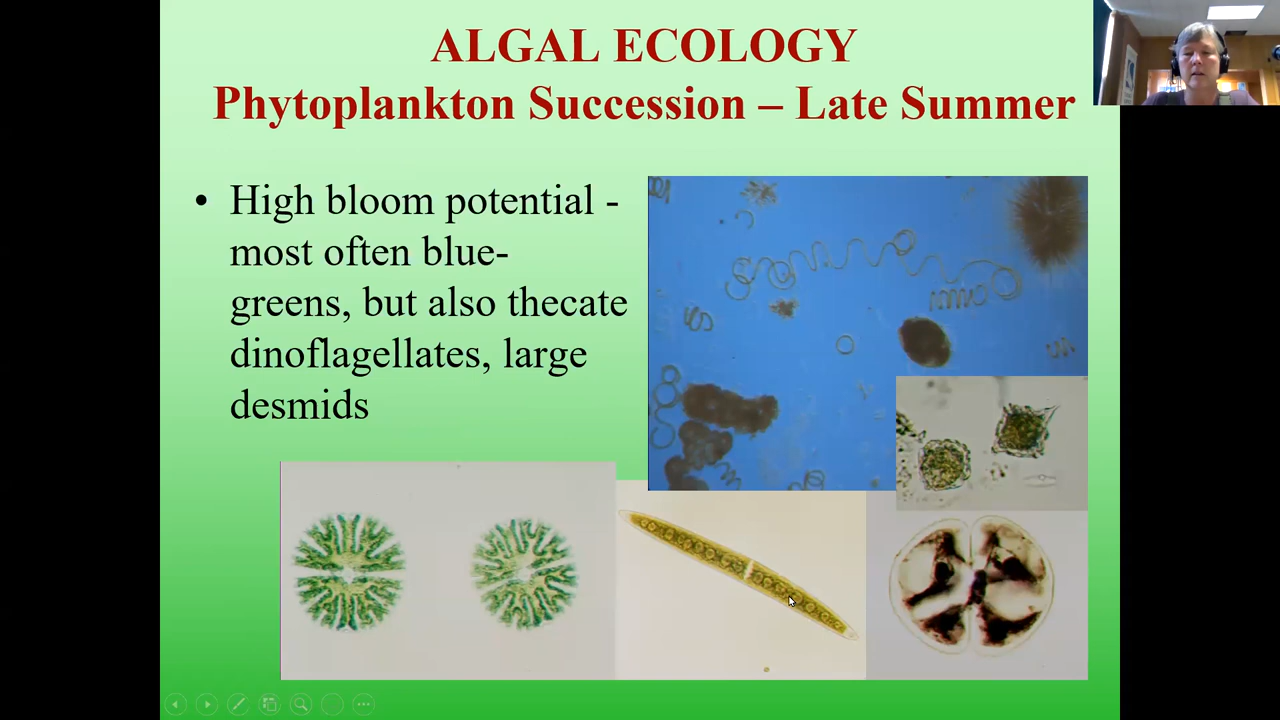 ALGAL ECOLOGY
Phytoplankton Succession – Late Summer
• High bloom potential -
most often blue-
greens, but also thecate
dinoflagellates, large
desmids